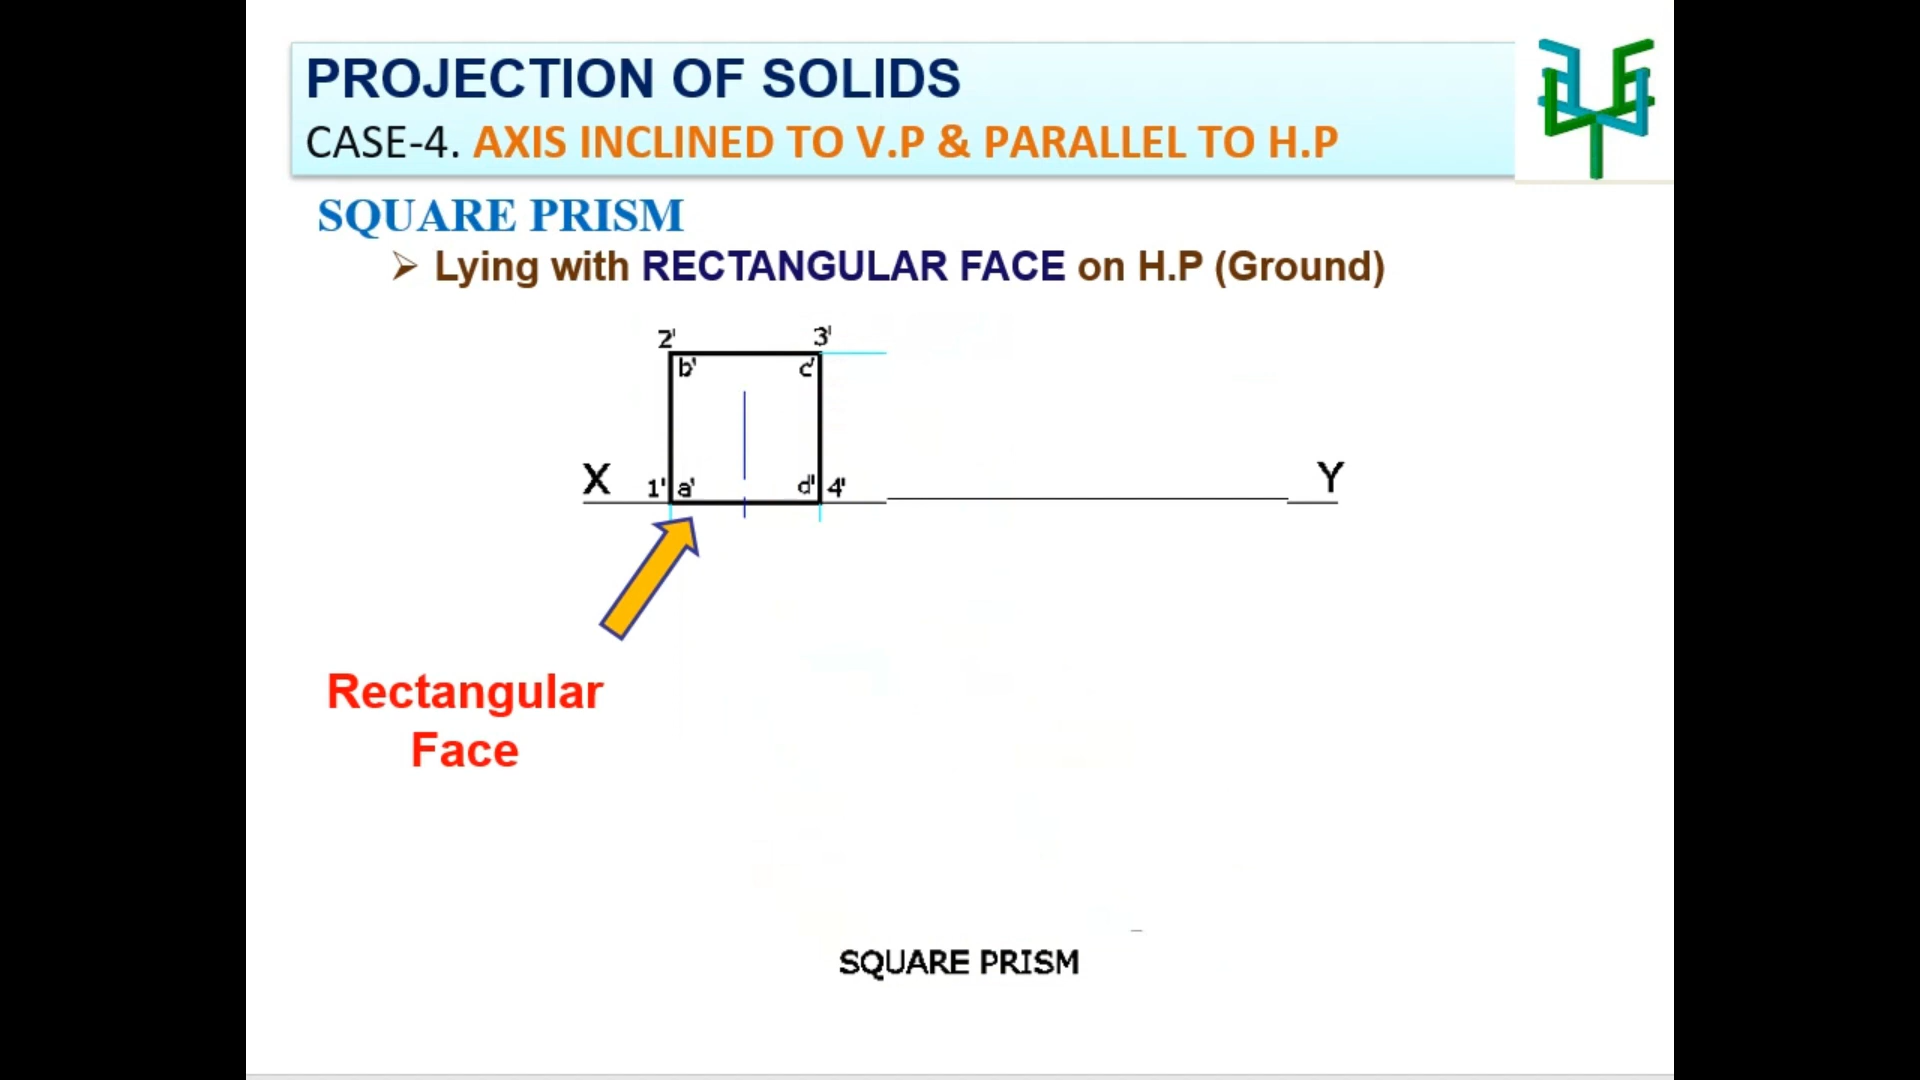 PROJECTION OF SOLIDS
CASE-4. AXIS INCLINED TO V.P & PARALLEL TO H.P
SQUARE PRISM
Lying with RECTANGULAR FACE on H.P (Ground)
2' 3'
b' c'
X 1' a' d' 4' Y
Rectangular
Face
SQUARE PRISM